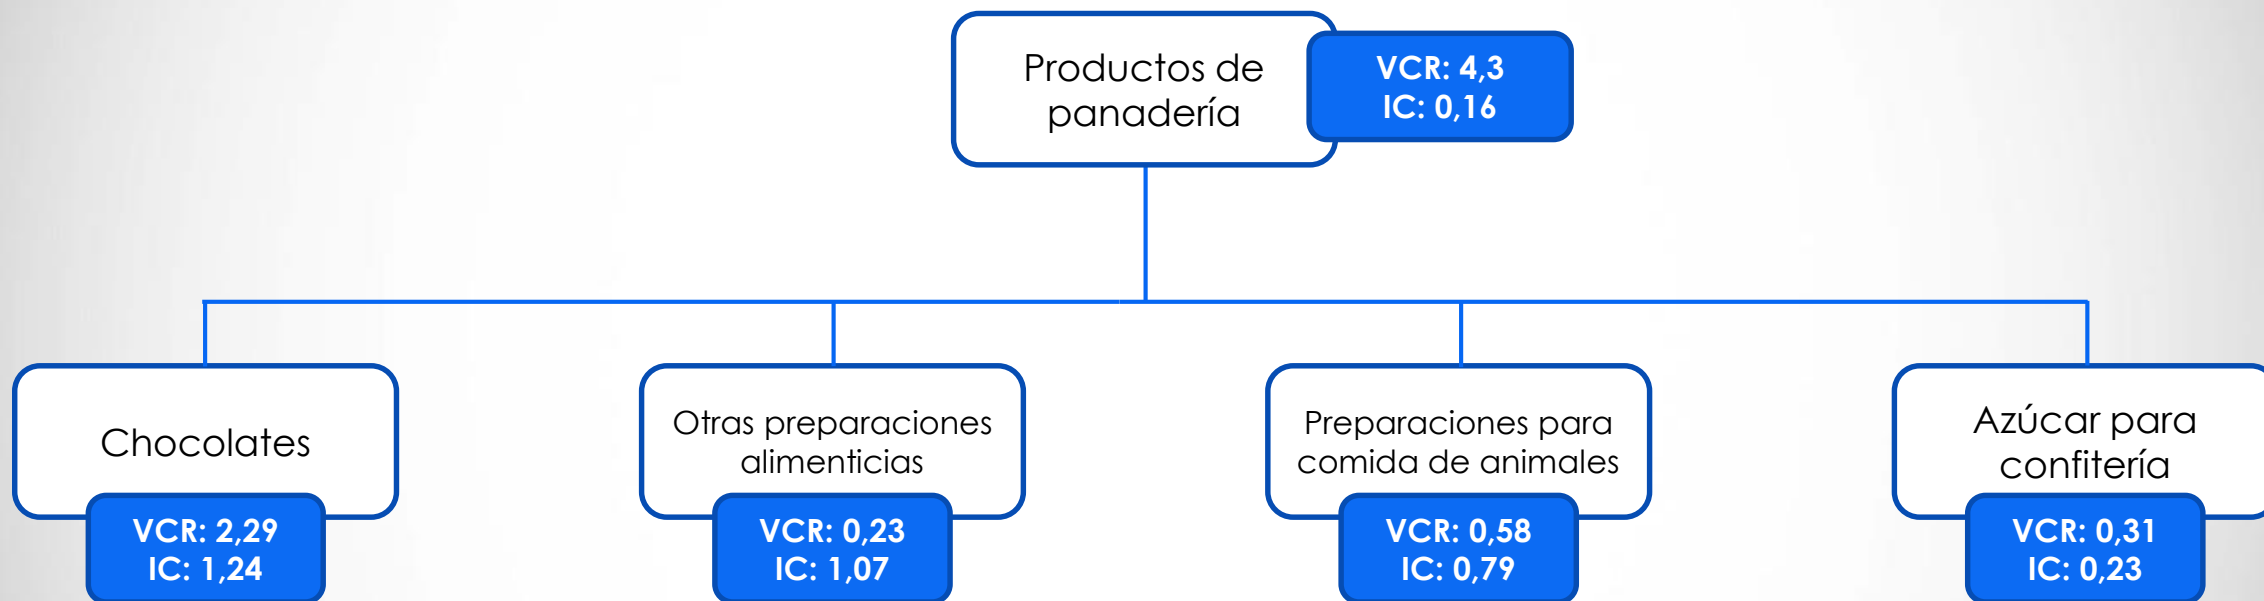 Productos de
panadería
VCR: 4,3
IC: 0,16
Chocolates
VCR: 2,29
IC: 1,24
Otras preparaciones
alimenticias
VCR: 0,23
IC: 1,07
Preparaciones para
comida de animales
VCR: 0,58
IC: 0,79
Azúcar para
confitería
VCR: 0,31
IC: 0,23